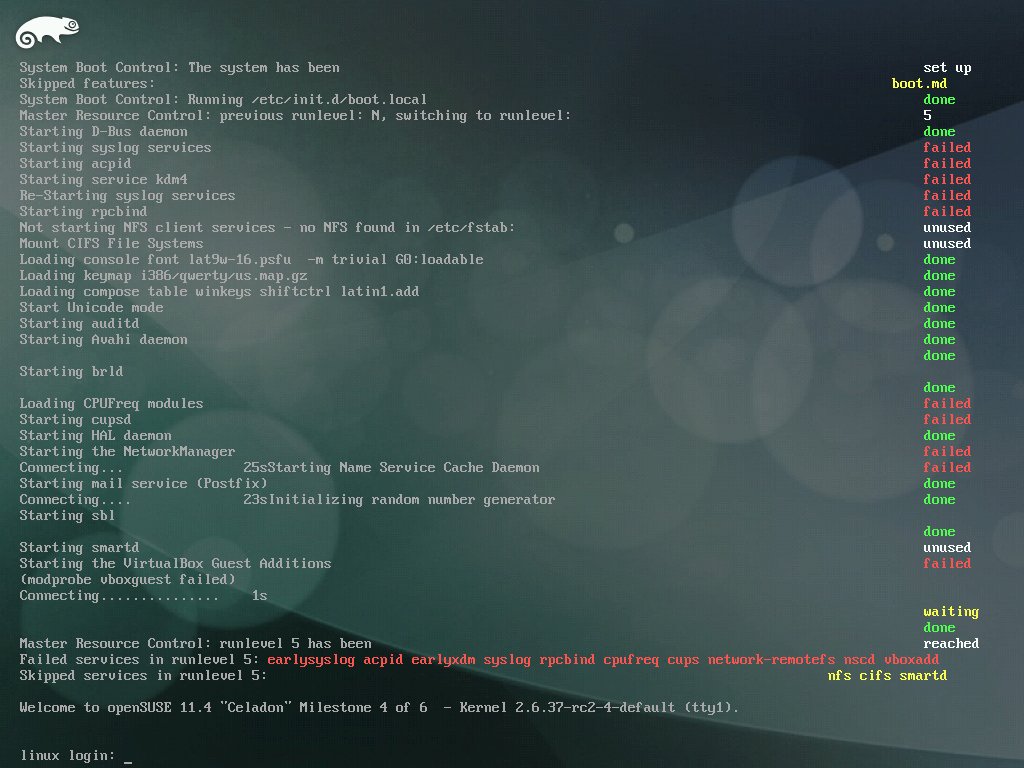 System Boot Control: The system has been set up
Skipped features: boot.md
System Boot Control: Running /etc/init.d/boot.local done
Master Resource Control: previous runlevel: N, switching to runlevel: 5
Starting D-Bus daemon done
Starting syslog services failed
Starting acpid failed
Starting service kdm4 failed
Re-Starting syslog services failed
Starting rpcbind failed
Not starting NFS client services - no NFS found in /etc/fstab: unused
Mount CIFS File Systems unused
Loading console font lat9w-16.psfu  -m trivial G0:loadable done
Loading keymap i386/qwerty/us.map.gz done
Loading compose table winkeys shiftctrl latin1.add done
Start Unicode mode done
Starting auditd done
Starting Avahi daemon done
done
Starting brld
done
Loading CPUFreq modules failed
Starting cupsd failed
Starting HAL daemon done
Starting the NetworkManager failed
Connecting... 25sStarting Name Service Cache Daemon failed
Starting mail service (Postfix) done
Connecting.... 23sInitializing random number generator done
Starting sbl
done
Starting smartd unused
Starting the VirtualBox Guest Additions failed
(modprobe vboxguest failed)
Connecting............... 1s
waiting
done
Master Resource Control: runlevel 5 has been reached
Failed services in runlevel 5: earlysyslog acpid earlyxdm syslog rpcbind cpufreq cups network-remotefs nscd vboxadd
Skipped services in runlevel 5: nfs cifs smartd
Welcome to openSUSE 11.4 "Celadon" Milestone 4 of 6  - Kernel 2.6.37-rc2-4-default (tty1).
linux login: _